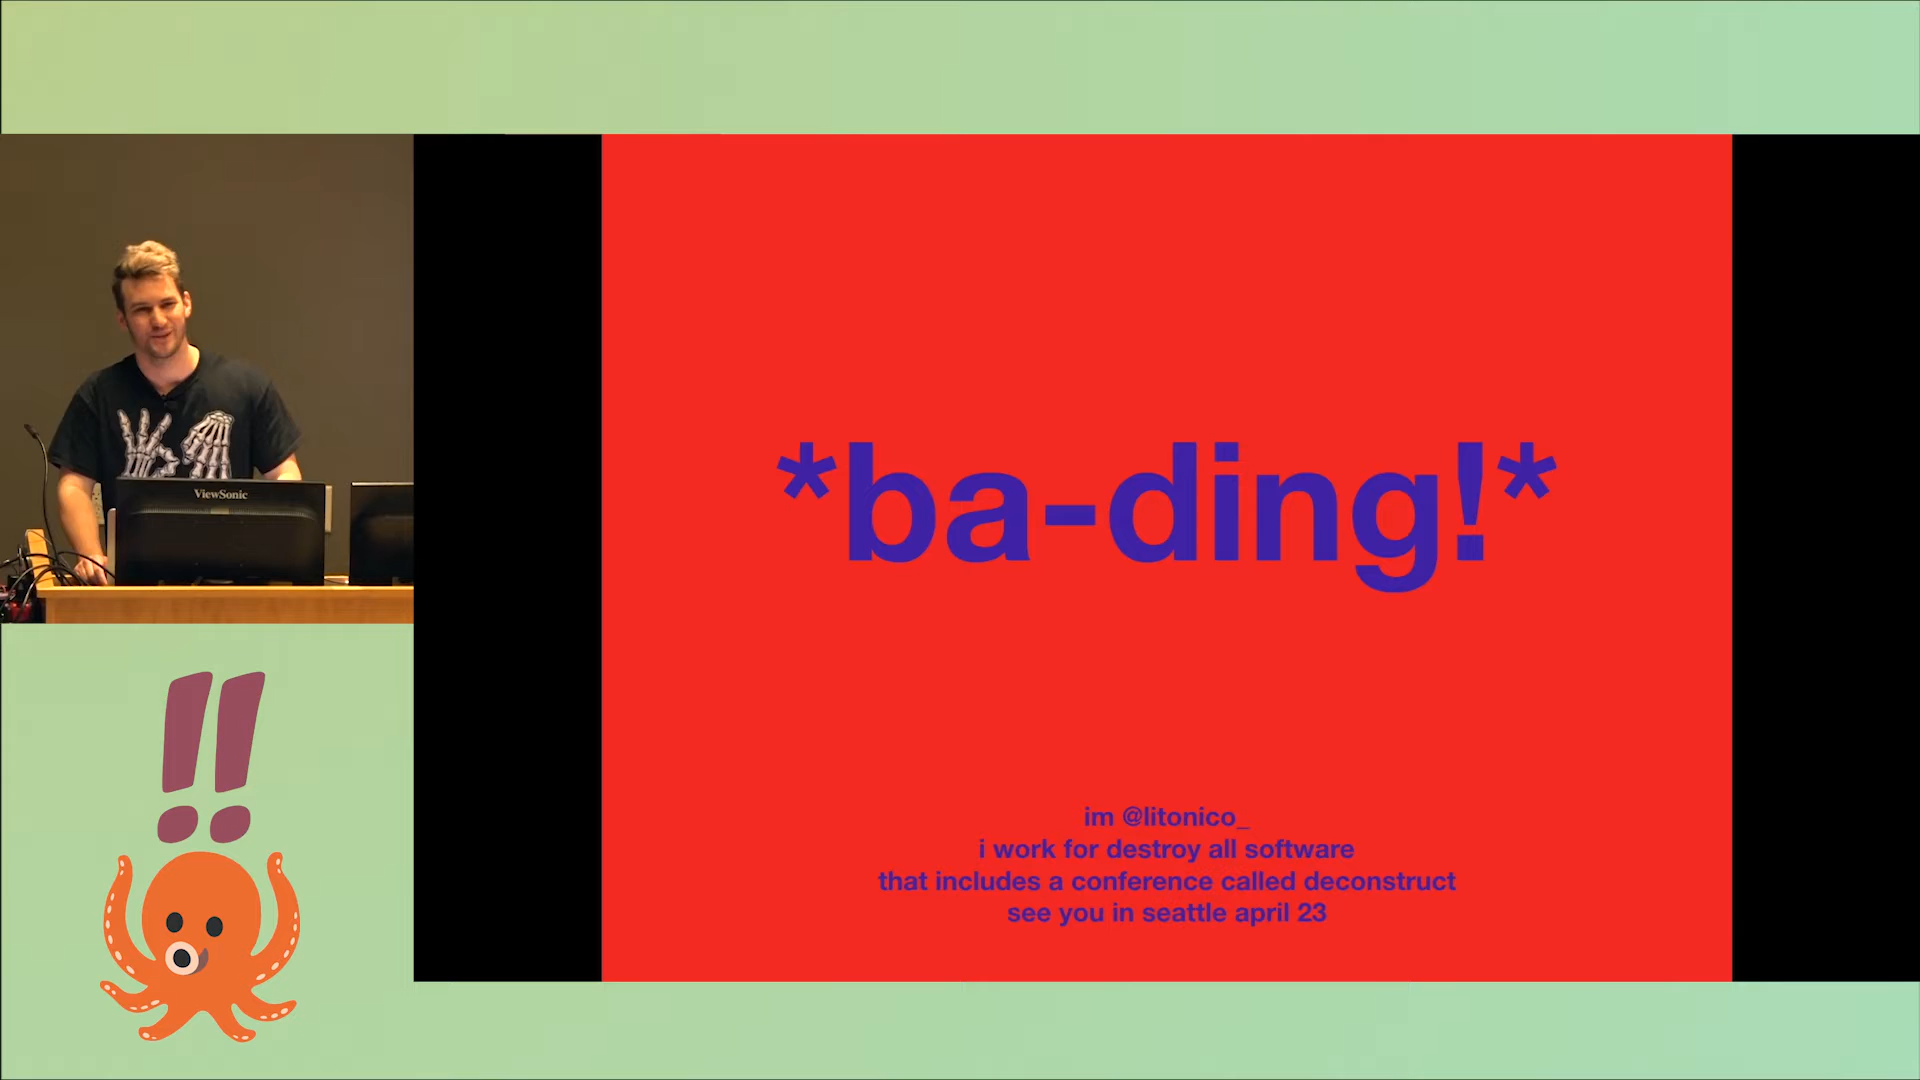 ViewSonic
*ba-ding!*
im @litonico_
i work for destroy all software
that includes a conference called deconstruct
see you in seattle april 23
!!